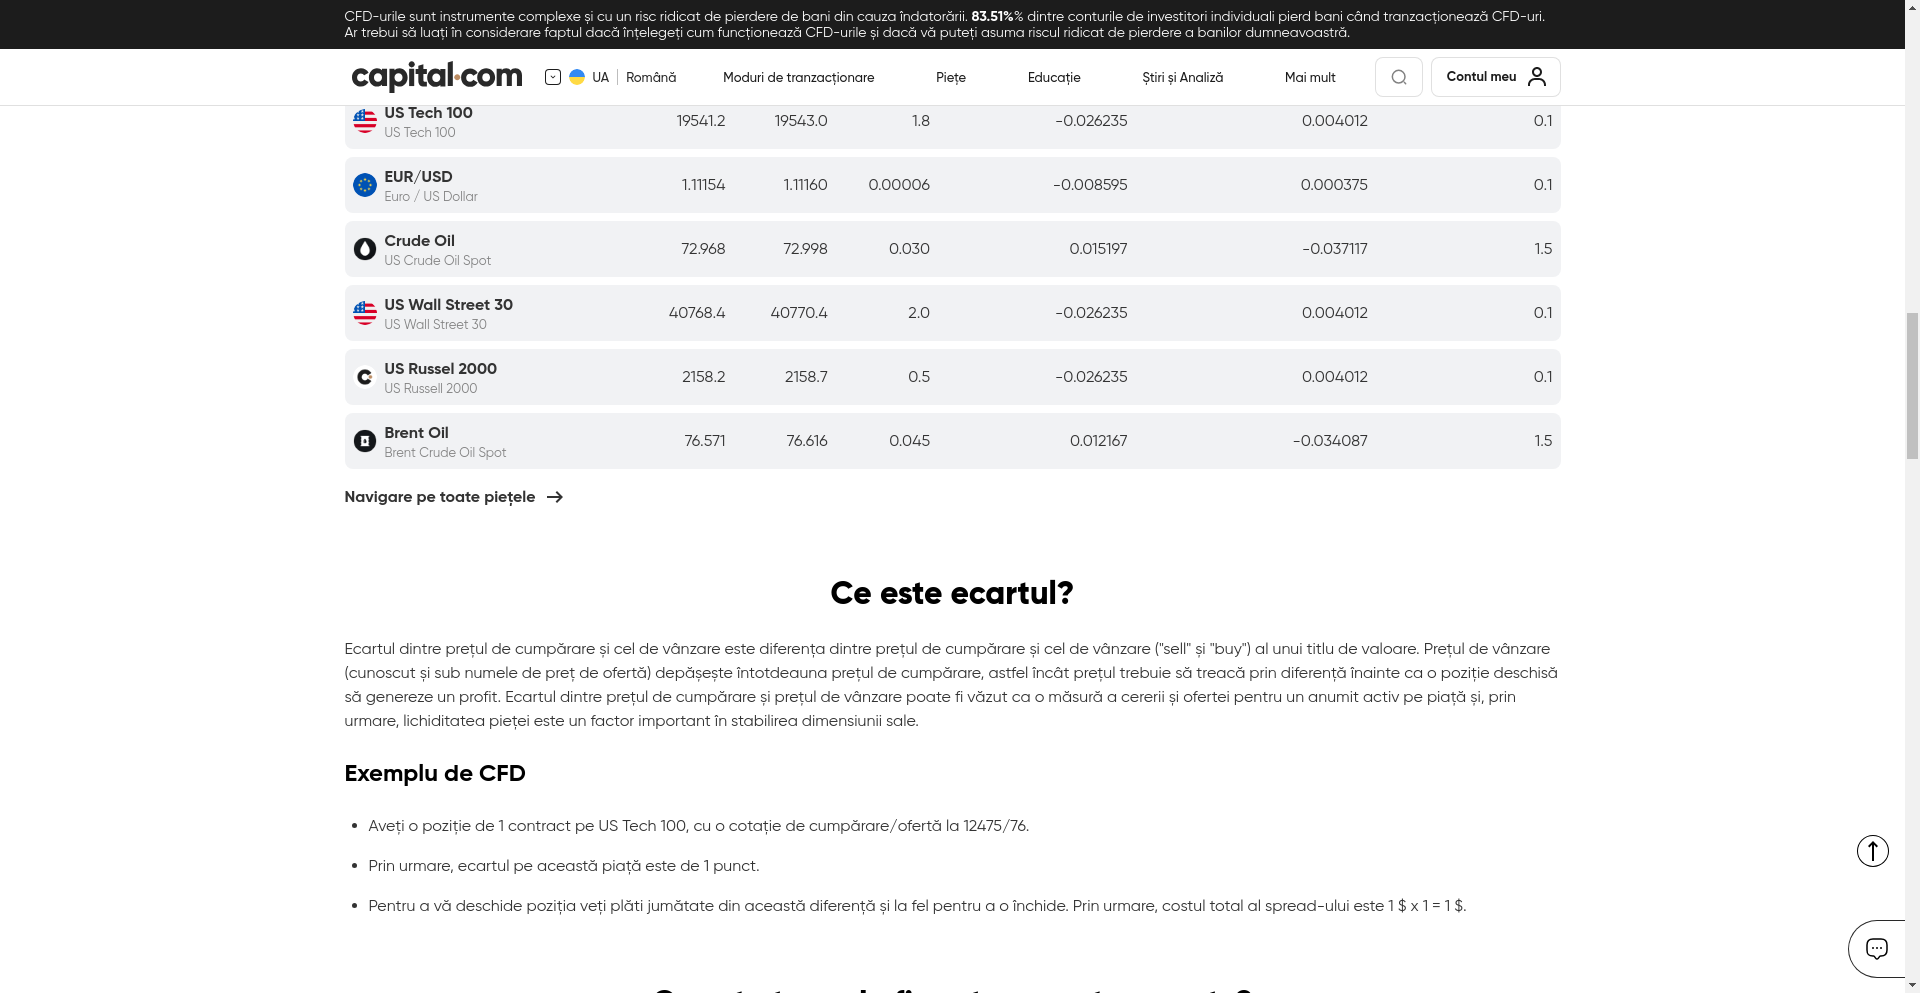 CFD-urile sunt instrumente complexe și cu un risc ridicat de pierdere de bani din cauza îndatorării. 83.51%% dintre conturile de investitori individuali pierd bani când tranzacționează CFD-uri.
Ar trebui să luați în considerare faptul dacă înțelegeți cum funcționează CFD-urile și dacă vă puteți asuma riscul ridicat de pierdere a banilor dumneavoastră.
capital.com UA Română Moduri de tranzacționare Piețe Educație Știri și Analiză Mai mult Contul meu
US Tech 100
US Tech 100
19541.2 19543.0 1.8 -0.026235 0.004012 0.1
EUR/USD
Euro / US Dollar
1.11154 1.11160 0.00006 -0.008595 0.000375 0.1
Crude Oil
US Crude Oil Spot
72.968 72.998 0.030 0.015197 -0.037117 1.5
US Wall Street 30
US Wall Street 30
40768.4 40770.4 2.0 -0.026235 0.004012 0.1
US Russel 2000
US Russell 2000
2158.2 2158.7 0.5 -0.026235 0.004012 0.1
Brent Oil
Brent Crude Oil Spot
76.571 76.616 0.045 0.012167 -0.034087 1.5
Navigare pe toate piețele
Ce este ecartul?
Ecartul dintre prețul de cumpărare și cel de vânzare este diferența dintre prețul de cumpărare și cel de vânzare ("sell" și "buy") al unui titlu de valoare. Prețul de vânzare
(cunoscut și sub numele de preț de ofertă) depășește întotdeauna prețul de cumpărare, astfel încât prețul trebuie să treacă prin diferență înainte ca o poziție deschisă
să genereze un profit. Ecartul dintre prețul de cumpărare și prețul de vânzare poate fi văzut ca o măsură a cererii și ofertei pentru un anumit activ pe piață și, prin
urmare, lichiditatea pieței este un factor important în stabilirea dimensiunii sale.
Exemplu de CFD
Aveți o poziție de 1 contract pe US Tech 100, cu o cotație de cumpărare/ofertă la 12475/76.
Prin urmare, ecartul pe această piață este de 1 punct.
Pentru a vă deschide poziția veți plăti jumătate din această diferență și la fel pentru a o închide. Prin urmare, costul total al spread-ului este 1 $ x 1 = 1 $.